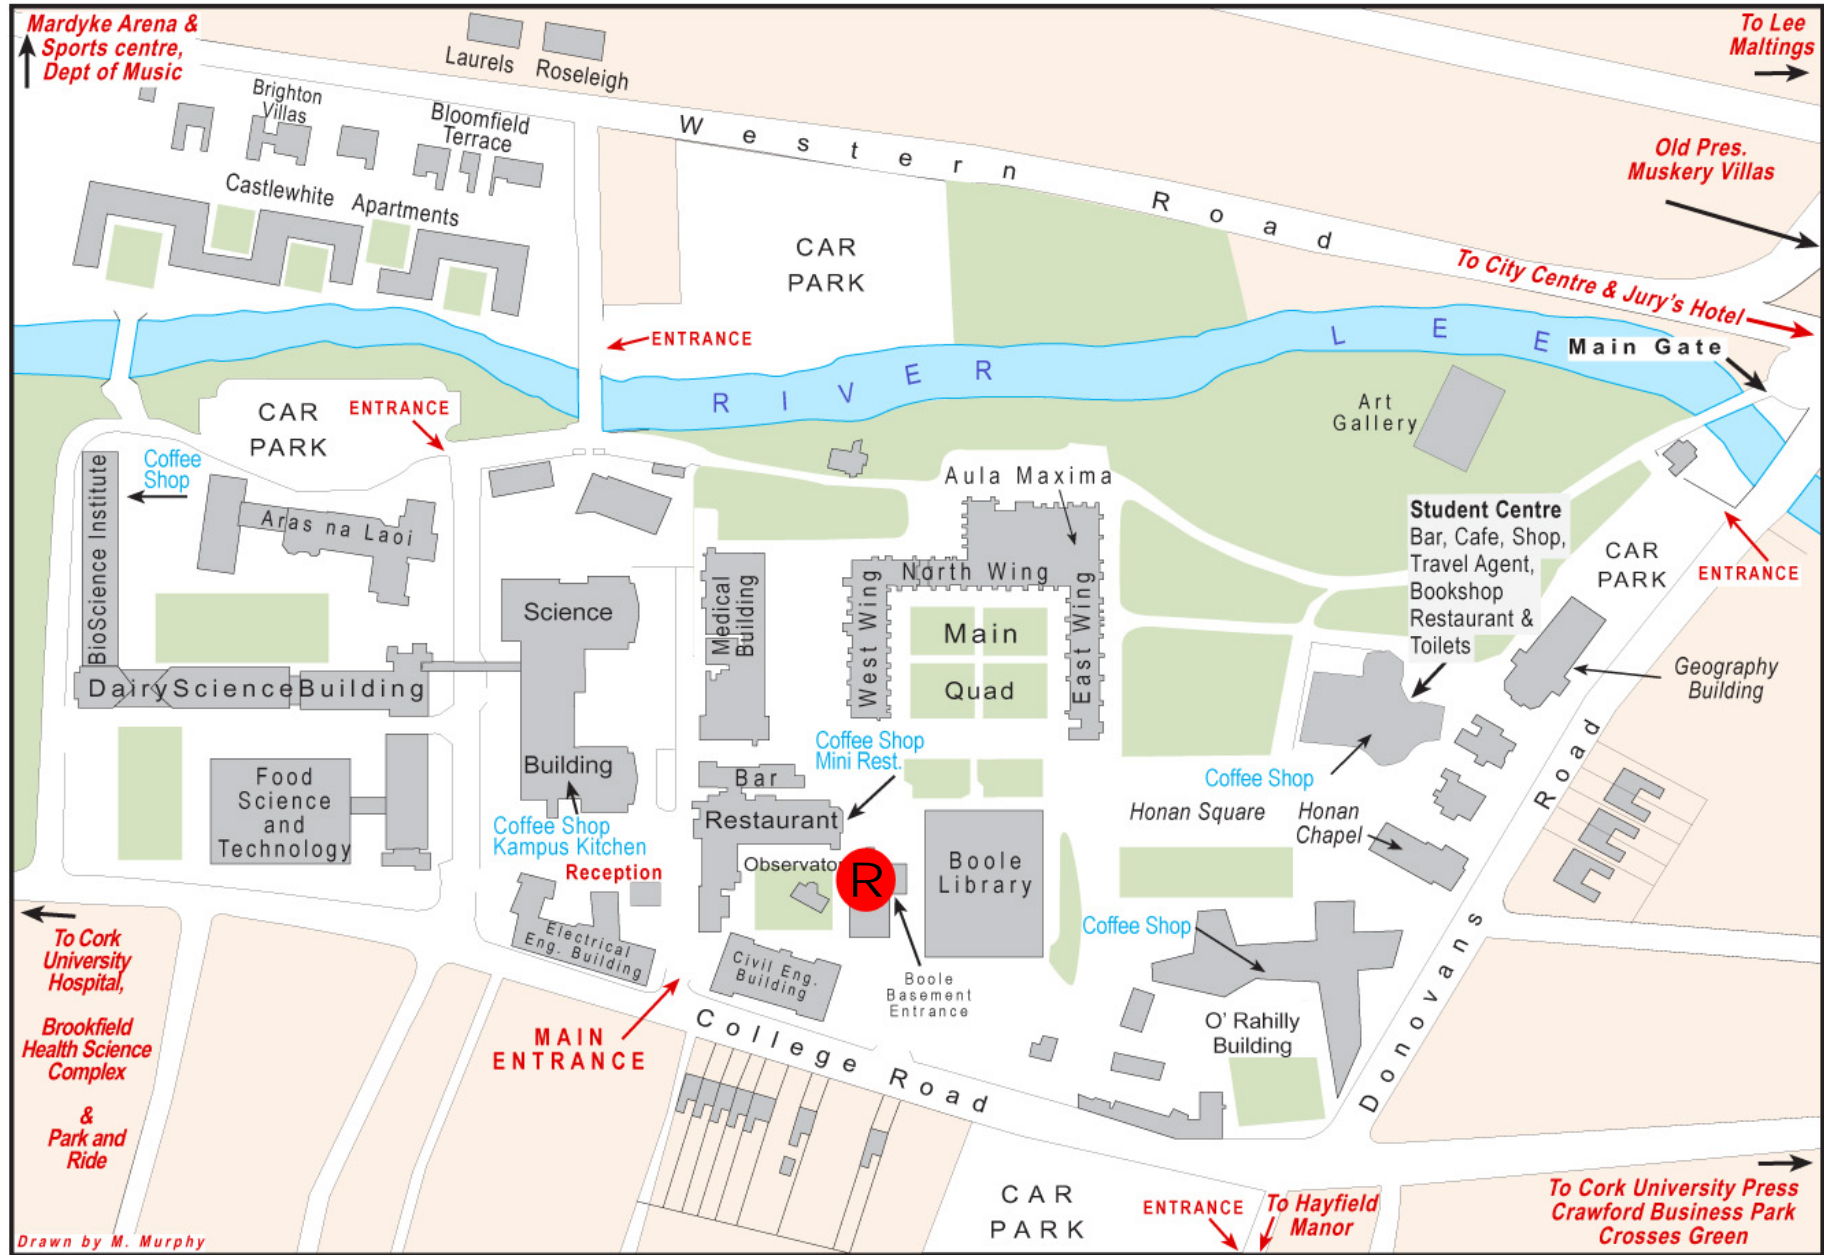 Mardyke Arena &
Sports centre,
Dept of Music
Laurels
Roseleigh
To Lee
Maltings
Brighton
Villas
Bloomfield
Terrace
Western Road
Old Pres.
Muskery Villas
Castlewhite Apartments
CAR
PARK
To City Centre & Jury's Hotel
ENTRANCE
RIVER LEE
Main Gate
CAR
PARK
ENTRANCE
Art
Gallery
Coffee
Shop
BioScience Institute
Aras na Laoi
Aula Maxima
Student Centre
Bar, Cafe, Shop,
Travel Agent,
Bookshop
Restaurant &
Toilets
CAR
PARK
ENTRANCE
Science
Building
Medical
Building
North Wing
West Wing
East Wing
Main
Quad
Geography
Building
Dairy Science Building
Coffee Shop
Mini Rest.
Food
Science
and
Technology
Bar
Restaurant
Coffee Shop
Honan Square
Honan
Chapel
Coffee Shop
Kampus Kitchen
Reception
Observato
R
Boole
Library
Coffee Shop
Donovans Road
Electrical
Eng. Building
Civil Eng.
Building
Boole
Basement
Entrance
O' Rahilly
Building
MAIN
ENTRANCE
College Road
To Cork
University
Hospital,
Brookfield
Health Science
Complex
&
Park and
Ride
CAR
PARK
ENTRANCE
To Hayfield
Manor
To Cork University Press
Crawford Business Park
Crosses Green
Drawn by M. Murphy